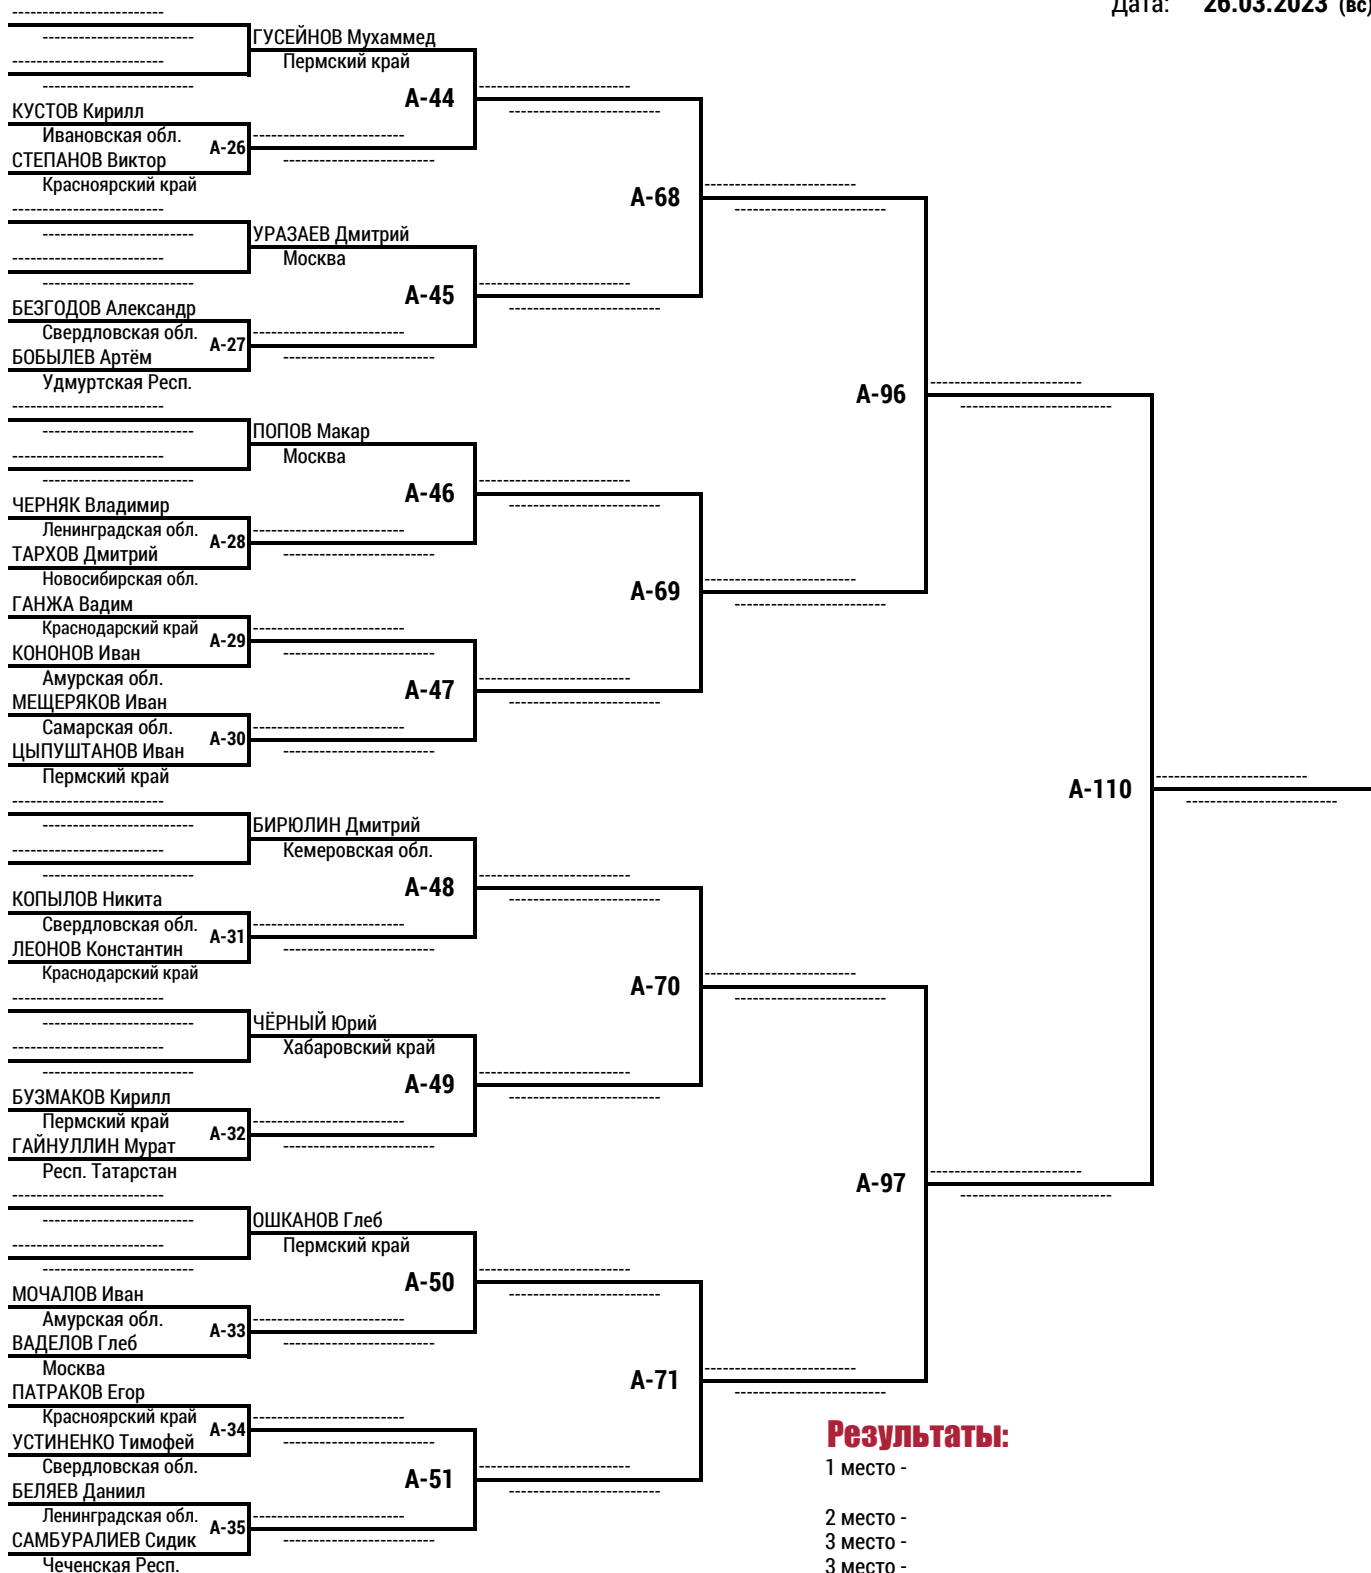 Дата: 26.03.2023 (вс)
ГУСЕЙНОВ Мухаммед
Пермский край
А-44
КУСТОВ Кирилл
Ивановская обл.
А-26
СТЕПАНОВ Виктор
Красноярский край
А-68
УРАЗАЕВ Дмитрий
Москва
А-45
БЕЗГОДОВ Александр
Свердловская обл.
А-27
БОБЫЛЕВ Артём
Удмуртская Респ.
А-96
ПОПОВ Макар
Москва
А-46
ЧЕРНЯК Владимир
Ленинградская обл.
А-28
ТАРХОВ Дмитрий
Новосибирская обл.
А-69
ГАНЖА Вадим
Краснодарский край
А-29
КОНОНОВ Иван
Амурская обл.
А-47
МЕЩЕРЯКОВ Иван
Самарская обл.
А-30
ЦЫПУШТАНОВ Иван
Пермский край
А-110
БИРЮЛИН Дмитрий
Кемеровская обл.
А-48
КОПЫЛОВ Никита
Свердловская обл.
А-31
ЛЕОНОВ Константин
Краснодарский край
А-70
ЧЁРНЫЙ Юрий
Хабаровский край
А-49
БУЗМАКОВ Кирилл
Пермский край
А-32
ГАЙНУЛЛИН Мурат
Респ. Татарстан
А-97
ОШКАНОВ Глеб
Пермский край
А-50
МОЧАЛОВ Иван
Амурская обл.
А-33
ВАДЕЛОВ Глеб
Москва
А-71
ПАТРАКОВ Егор
Красноярский край
А-34
УСТИНЕНКО Тимофей
Свердловская обл.
А-51
БЕЛЯЕВ Даниил
Ленинградская обл.
А-35
САМБУРАЛИЕВ Сидик
Чеченская Респ.
Результаты:
1 место -
2 место -
3 место -
3 место -